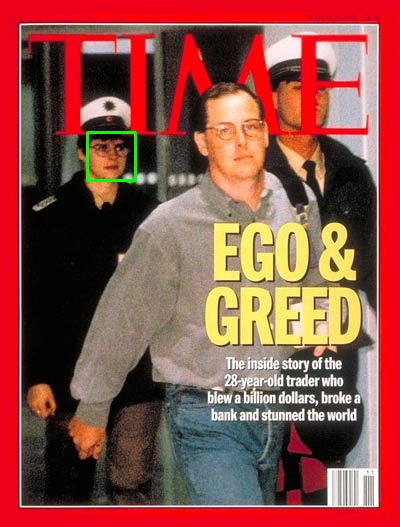 TIME
EGO &
GREED
The inside story of the
28-year-old trader who
blew a billion dollars, broke a
bank and stunned the world
11